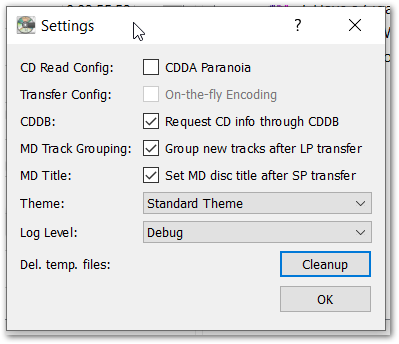 Settings ?
CD Read Config: CDDA Paranoia
Transfer Config: On-the-fly Encoding
CDDB: Request CD info through CDDB
MD Track Grouping: Group new tracks after LP transfer
MD Title: Set MD disc title after SP transfer
Theme: Standard Theme
Log Level: Debug
Del. temp. files: Cleanup
OK